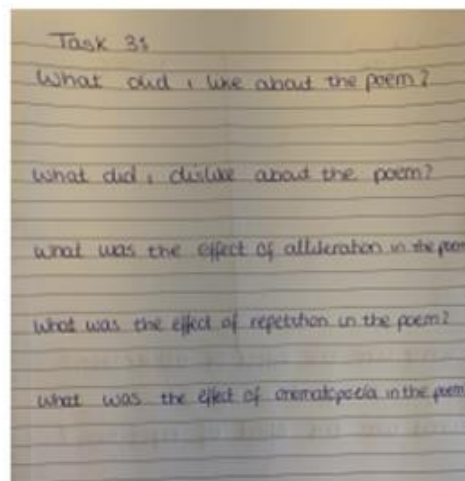 Task 3:
What did i like about the poem?
What did i dislike about the poem?
What was the effect of alliteration in the poem
What was the effect of repetition in the poem?
What was the effect of onomatopoeia in the poem